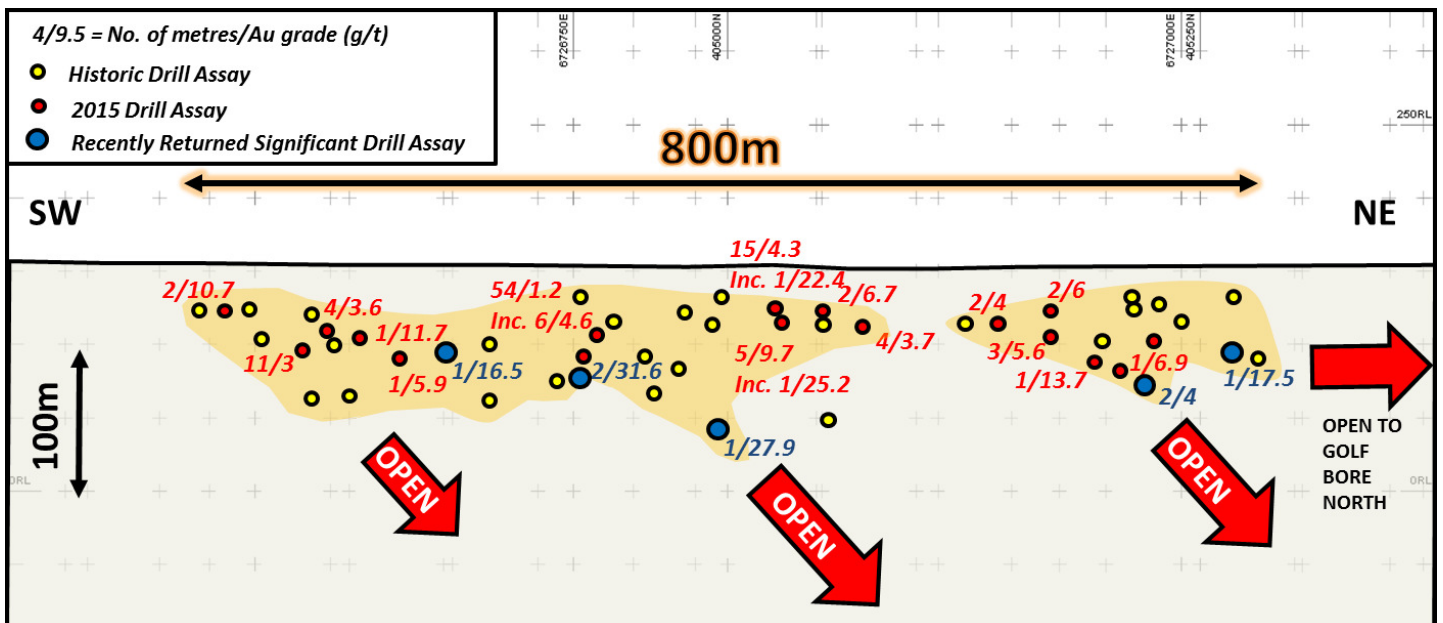 4/9.5 = No. of metres/Au grade (g/t)
Historic Drill Assay
2015 Drill Assay
Recently Returned Significant Drill Assay
6726750E
405000N
6727000E
405250N
250RL
800m
SW
NE
15/4.3
Inc. 1/22.4
2/10.7
54/1.2
Inc. 6/4.6
2/6.7
2/4
2/6
4/3.6
1/11.7
4/3.7
11/3
1/5.9
1/16.5
2/31.6
5/9.7
Inc. 1/25.2
3/5.6
1/13.7
1/6.9
2/4
1/17.5
1/27.9
100m
0RL
0RL
OPEN
OPEN
OPEN
OPEN TO
GOLF
BORE
NORTH